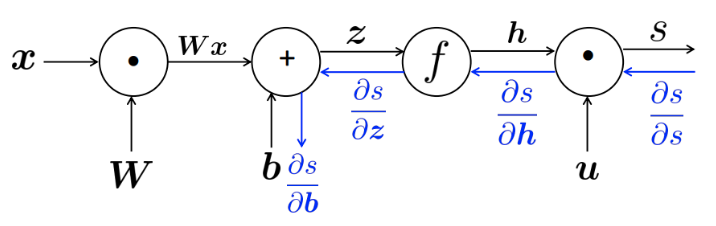 x • Wx + z f h • s
∂s/∂z ∂s/∂h ∂s/∂s
W b ∂s/∂b u